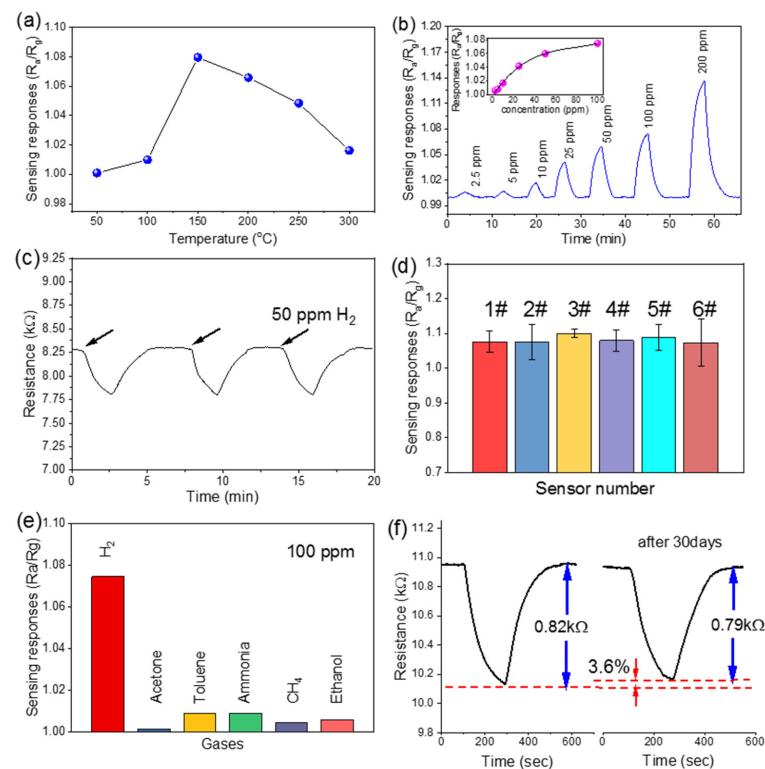 (a)
1.10
1.08
1.06
1.04
1.02
1.00
0.98
Sensing responses (Ra/Rg)
50 100 150 200 250 300
Temperature (°C)
(b)
1.20
1.17
1.14
1.11
1.08
1.05
1.02
0.99
Sensing responses (Ra/Rg)
1.08
1.06
1.04
1.02
1.00
Responses (Ra/Rg)
0 20 40 60 80 100
concentration (ppm)
2.5 ppm
5 ppm
10 ppm
25 ppm
50 ppm
100 ppm
200 ppm
0 10 20 30 40 50 60
Time (min)
(c)
9.25
9.00
8.75
8.50
8.25
8.00
7.75
7.50
7.25
7.00
Resistance (kΩ)
50 ppm H2
0 5 10 15 20
Time (min)
(d)
1.3
1.2
1.1
1.0
0.9
0.8
0.7
Sensing responses (Ra/Rg)
1# 2# 3# 4# 5# 6#
Sensor number
(e)
1.10
1.08
1.06
1.04
1.02
1.00
Sensing responses (Ra/Rg)
100 ppm
H2
Acetone
Toluene
Ammonia
CH4
Ethanol
Gases
(f)
11.2
11.0
10.8
10.6
10.4
10.2
10.0
9.8
Resistance (kΩ)
after 30days
0.82kΩ
3.6%
0.79kΩ
0 200 400 600
0 200 400 600
Time (sec)
Time (sec)